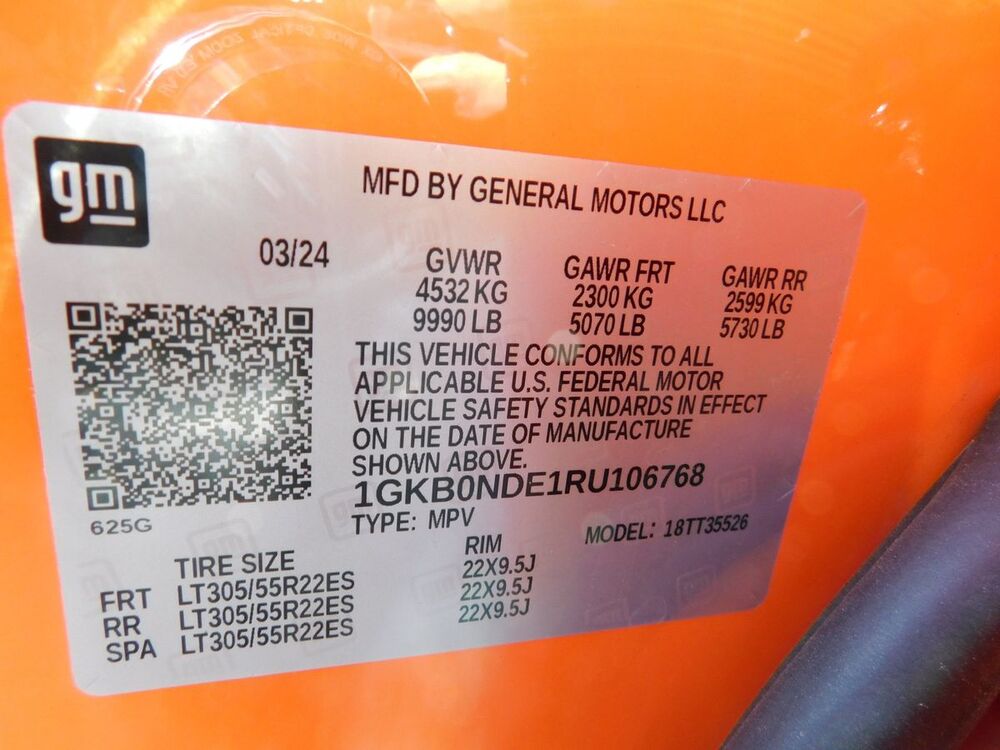 gm
MFD BY GENERAL MOTORS LLC
03/24
GVWR GAWR FRT GAWR RR
4532 KG 2300 KG 2599 KG
9990 LB 5070 LB 5730 LB
THIS VEHICLE CONFORMS TO ALL
APPLICABLE U.S. FEDERAL MOTOR
VEHICLE SAFETY STANDARDS IN EFFECT
ON THE DATE OF MANUFACTURE
SHOWN ABOVE.
1GKB0NDE1RU106768
625G
TYPE: MPV MODEL: 18TT35526
TIRE SIZE RIM
FRT LT305/55R22ES 22X9.5J
RR LT305/55R22ES 22X9.5J
SPA LT305/55R22ES 22X9.5J